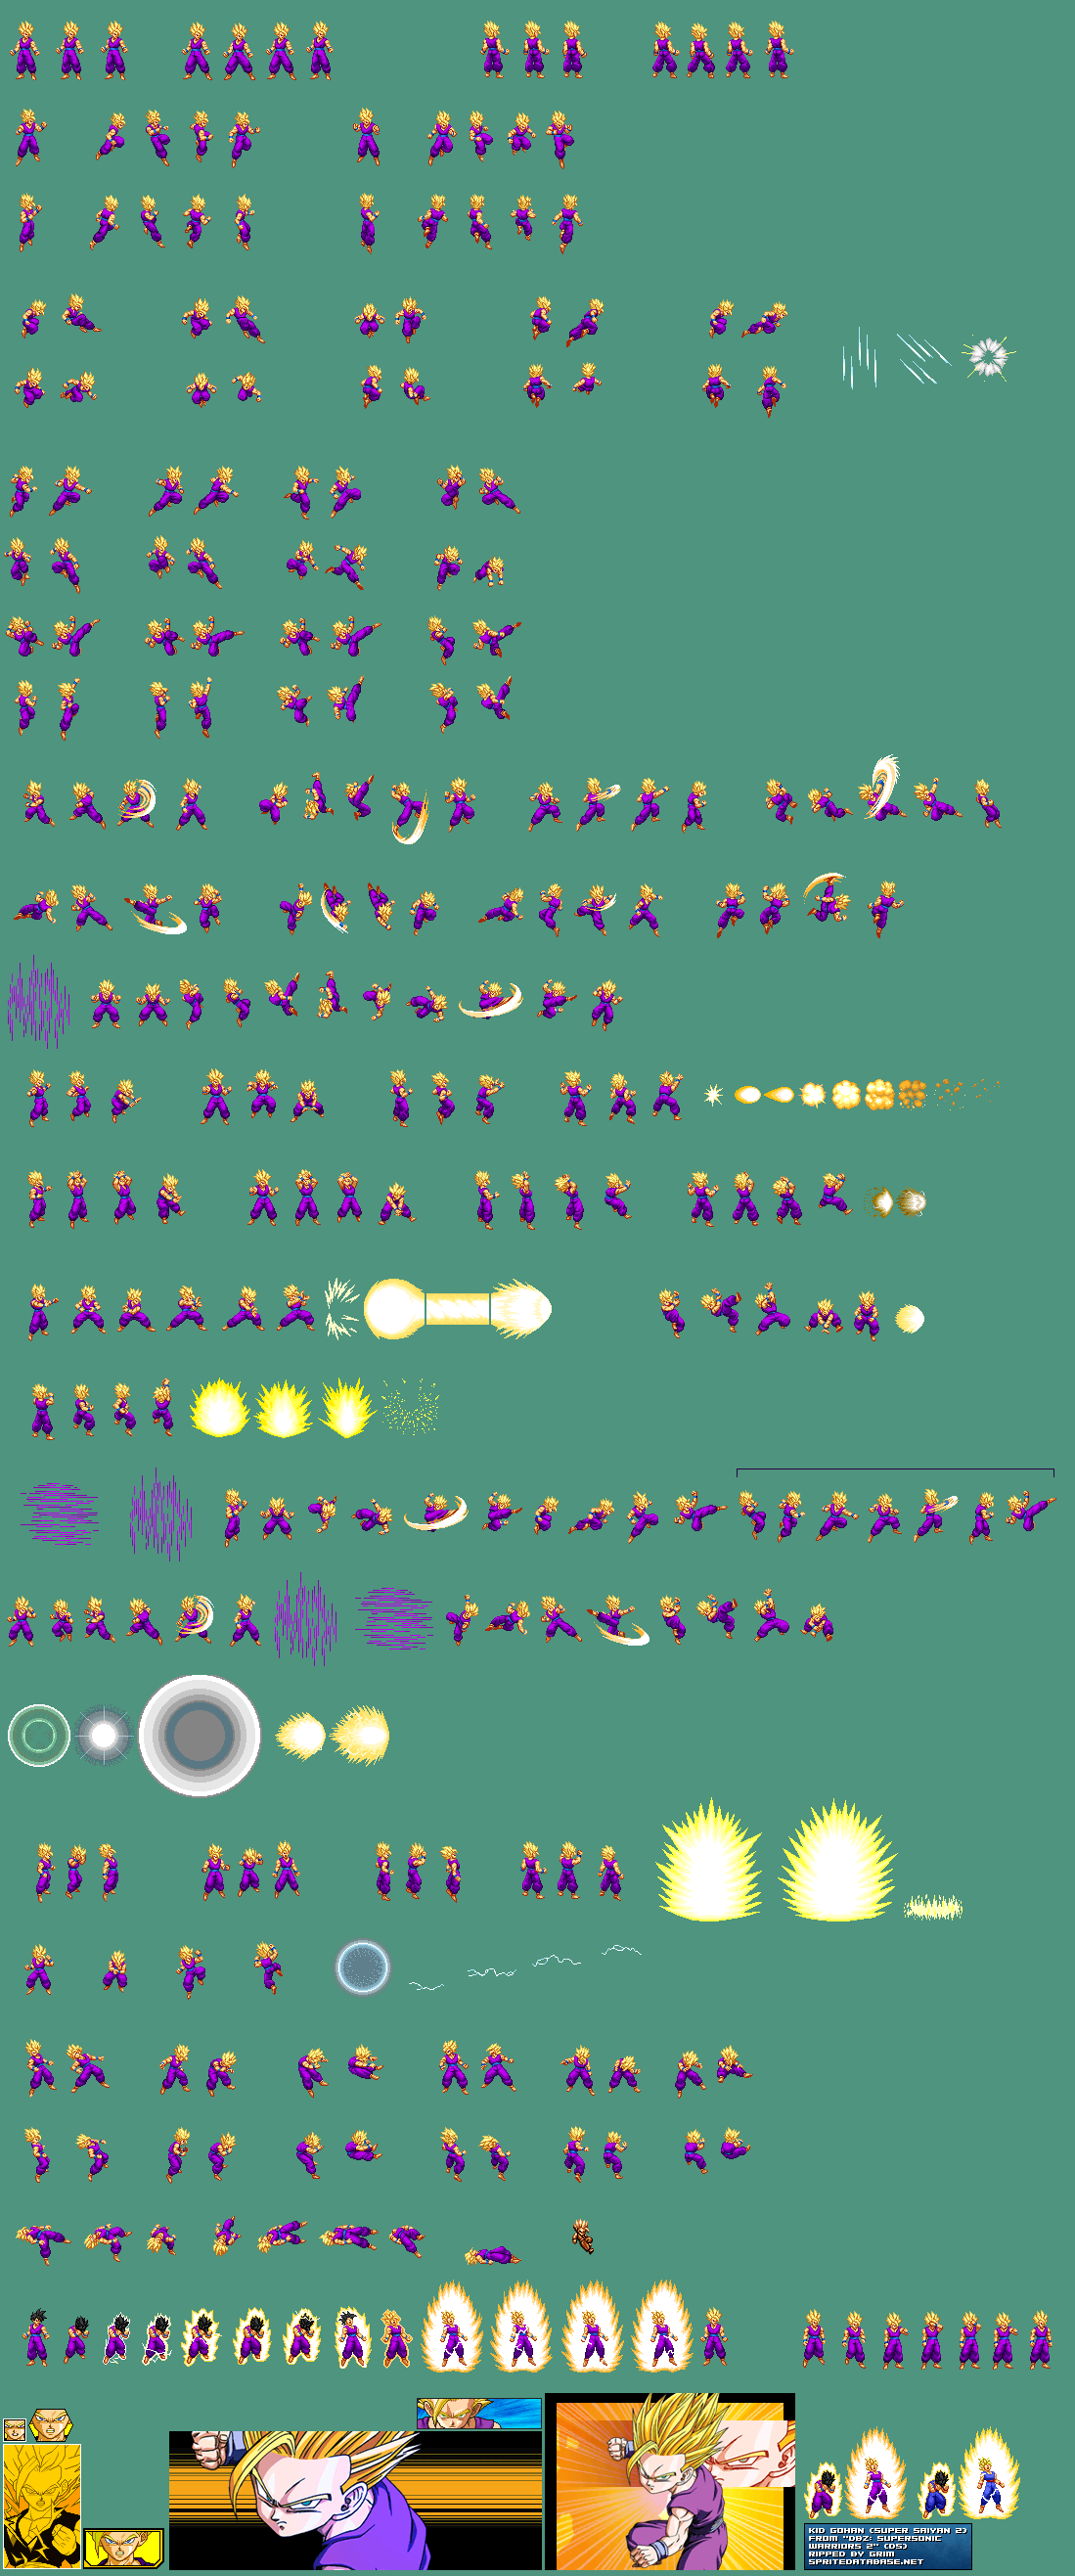 KID GOHAN (SUPER SAIYAN 2)
FROM "DBZ: SUPERSONIC
WARRIORS 2" (DS)
RIPPED BY GRIM
SPRITEDATABASE.NET